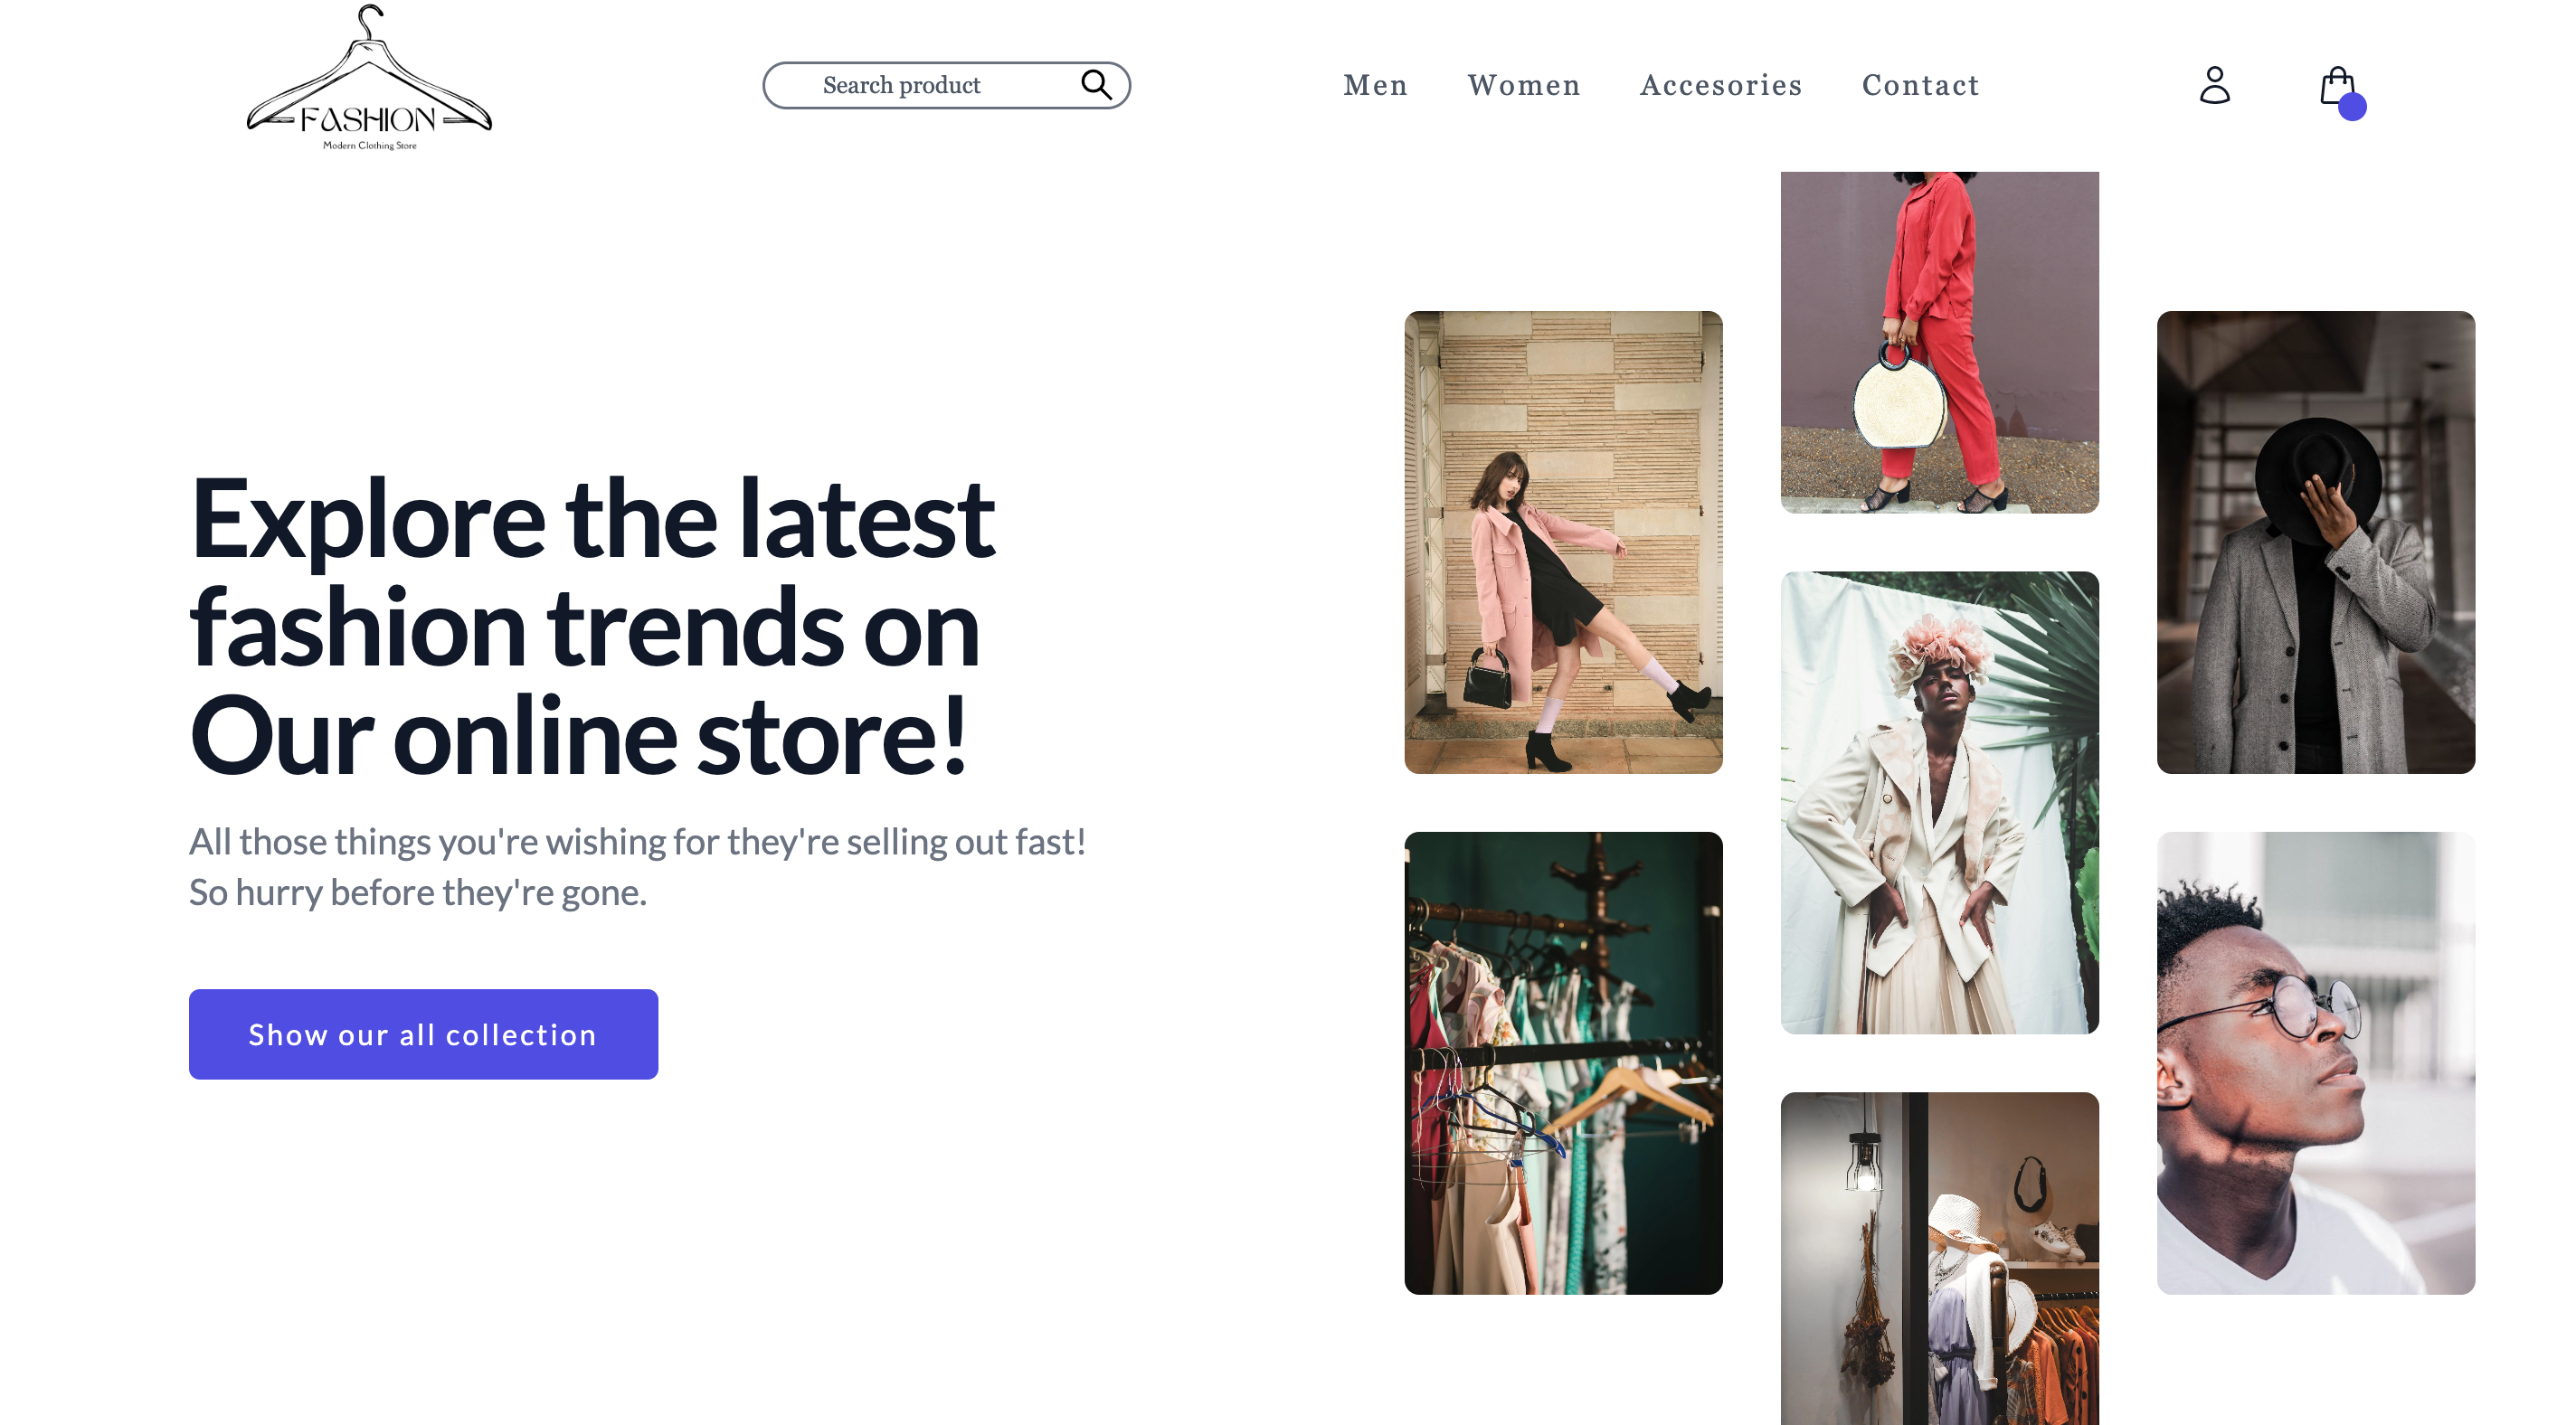 FASHION
Modern Clothing Store
Search product
Men
Women
Accesories
Contact
Explore the latest
fashion trends on
Our online store!
All those things you're wishing for they're selling out fast!
So hurry before they're gone.
Show our all collection